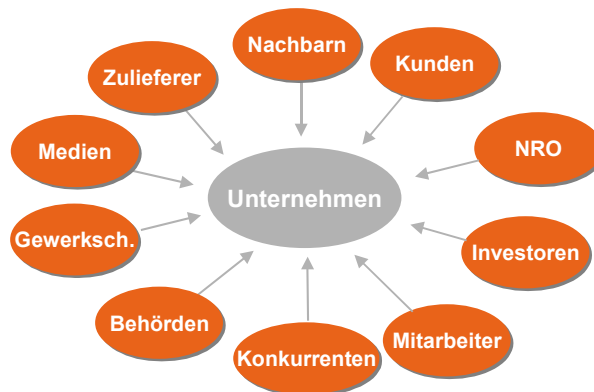 Nachbarn
Zulieferer
Kunden
Medien
NRO
Unternehmen
Gewerksch.
Investoren
Behörden
Mitarbeiter
Konkurrenten